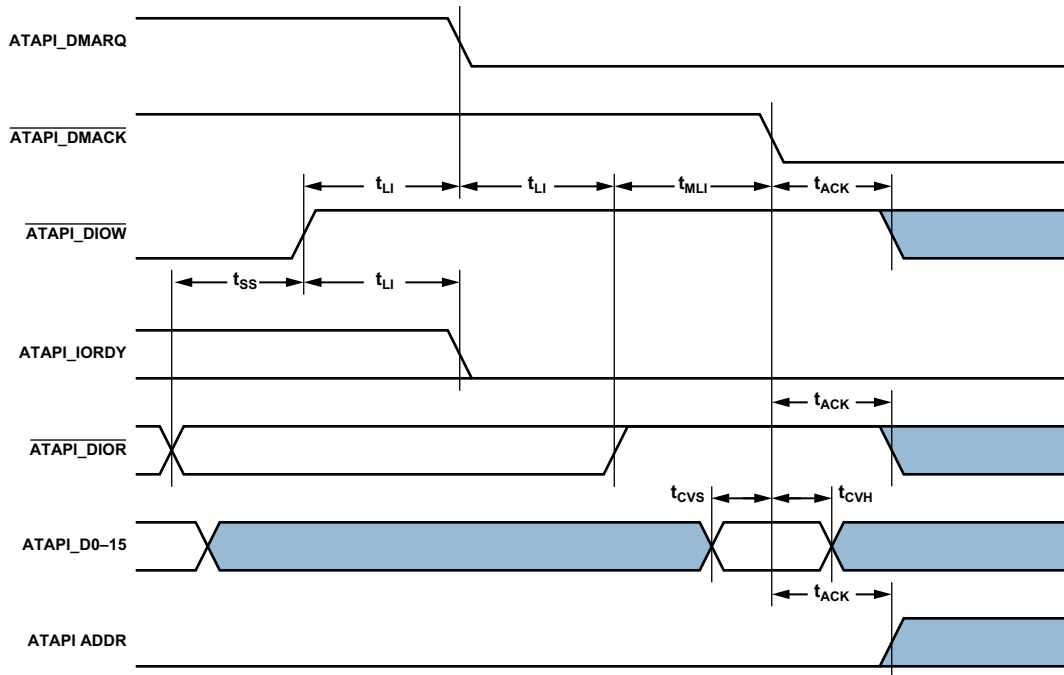 ATAPI_DMARQ
ATAPI_DMACK
tLI tLI tMLI tACK
ATAPI_DIOW
tSS tLI
ATAPI_IORDY
tACK
ATAPI_DIOR
tCVS tCVH
ATAPI_D0–15
tACK
ATAPI ADDR